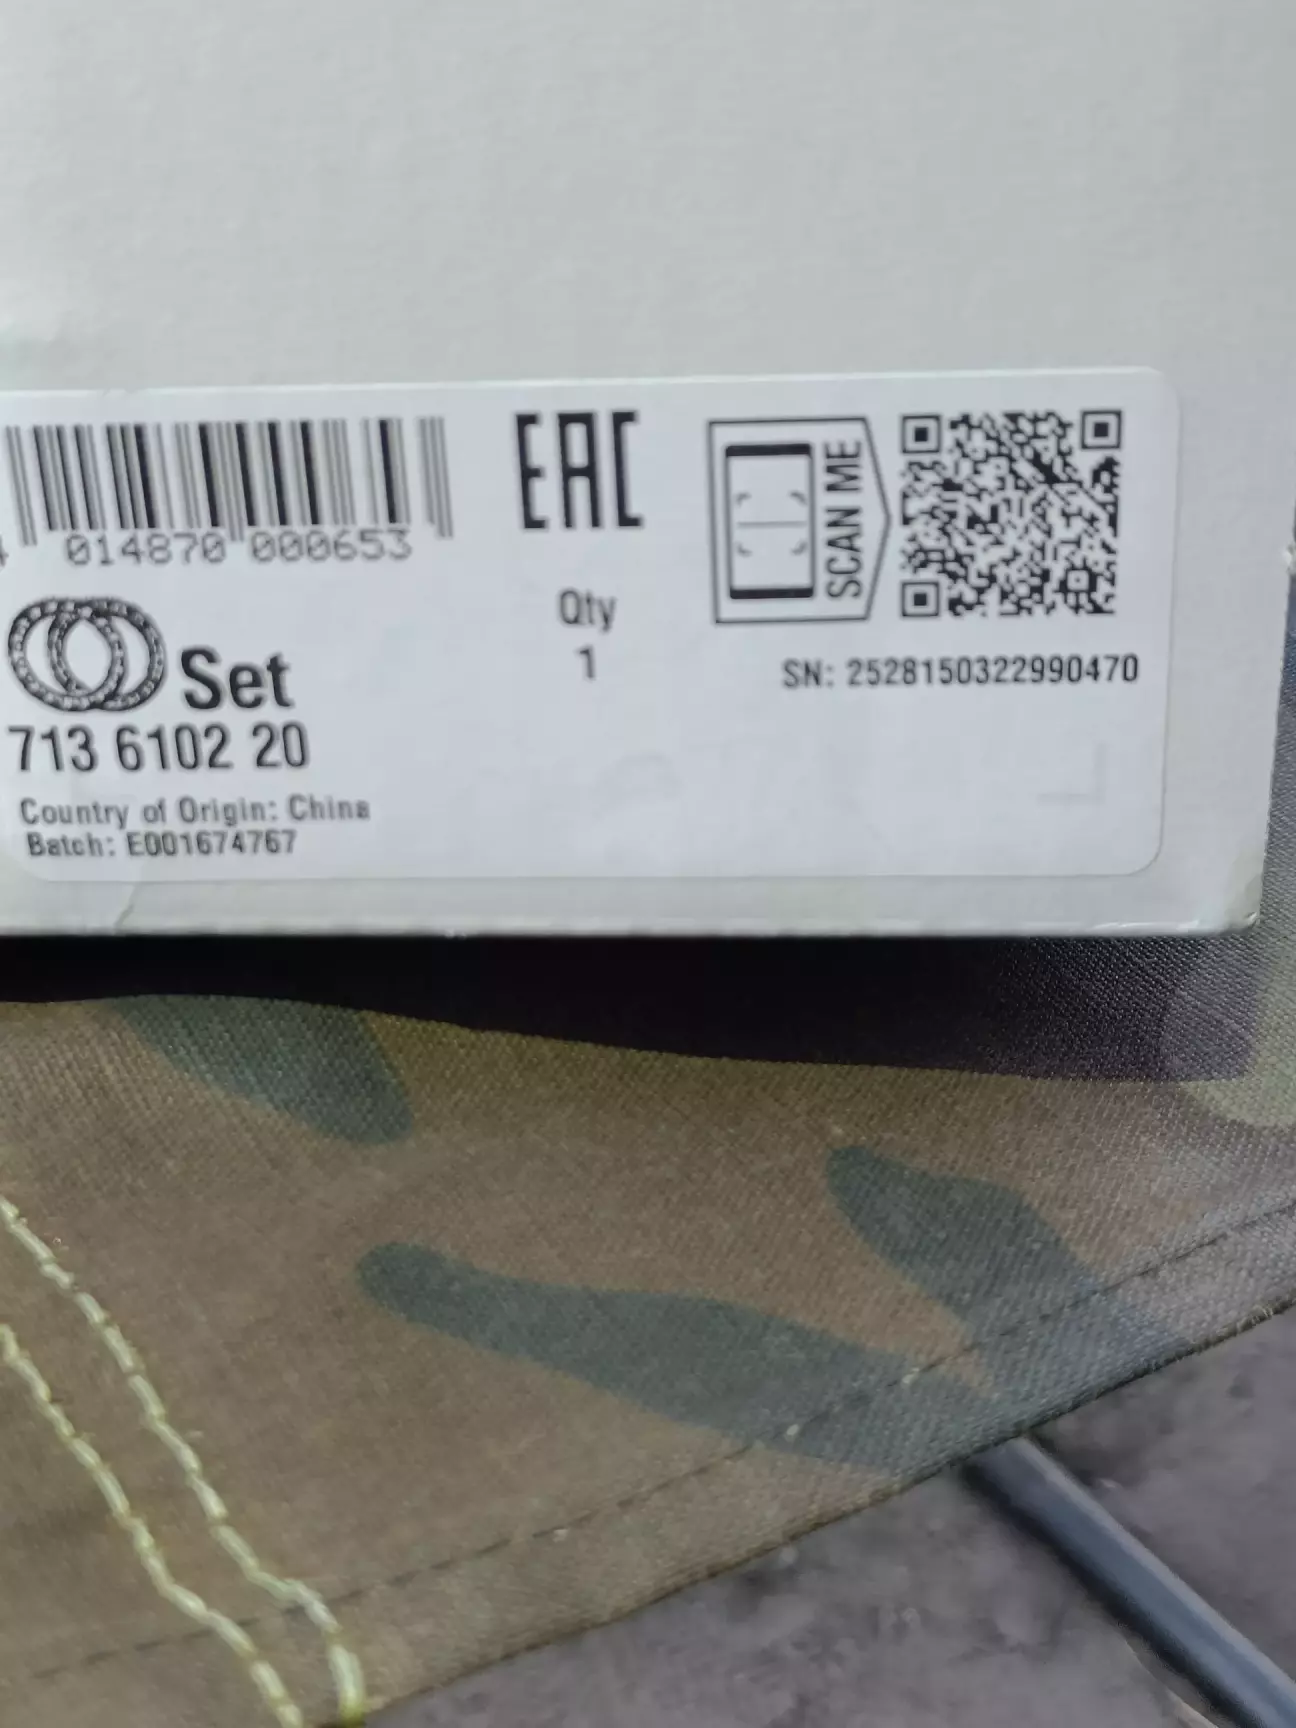 014870 000653
EAC
SCAN ME
Qty
1
SN: 2528150322990470
Set
713 6102 20
Country of Origin: China
Batch: E001674767